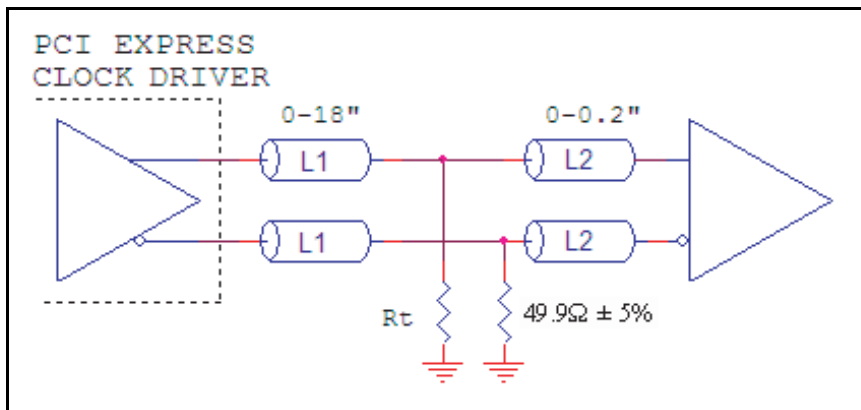 PCI EXPRESS
CLOCK DRIVER
0-18"
0-0.2"
L1
L2
L1
L2
Rt
49.9Ω ± 5%